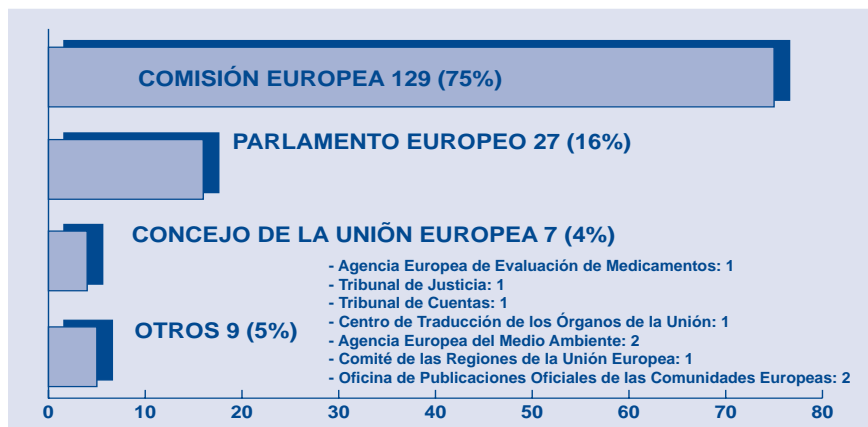 COMISIÓN EUROPEA 129 (75%)
PARLAMENTO EUROPEO 27 (16%)
CONCEJO DE LA UNIÕN EUROPEA 7 (4%)
- Agencia Europea de Evaluación de Medicamentos: 1
- Tribunal de Justicia: 1
- Tribunal de Cuentas: 1
OTROS 9 (5%)
- Centro de Traducción de los Órganos de la Unión: 1
- Agencia Europea del Medio Ambiente: 2
- Comité de las Regiones de la Unión Europea: 1
- Oficina de Publicaciones Oficiales de las Comunidades Europeas: 2
0 10 20 30 40 50 60 70 80